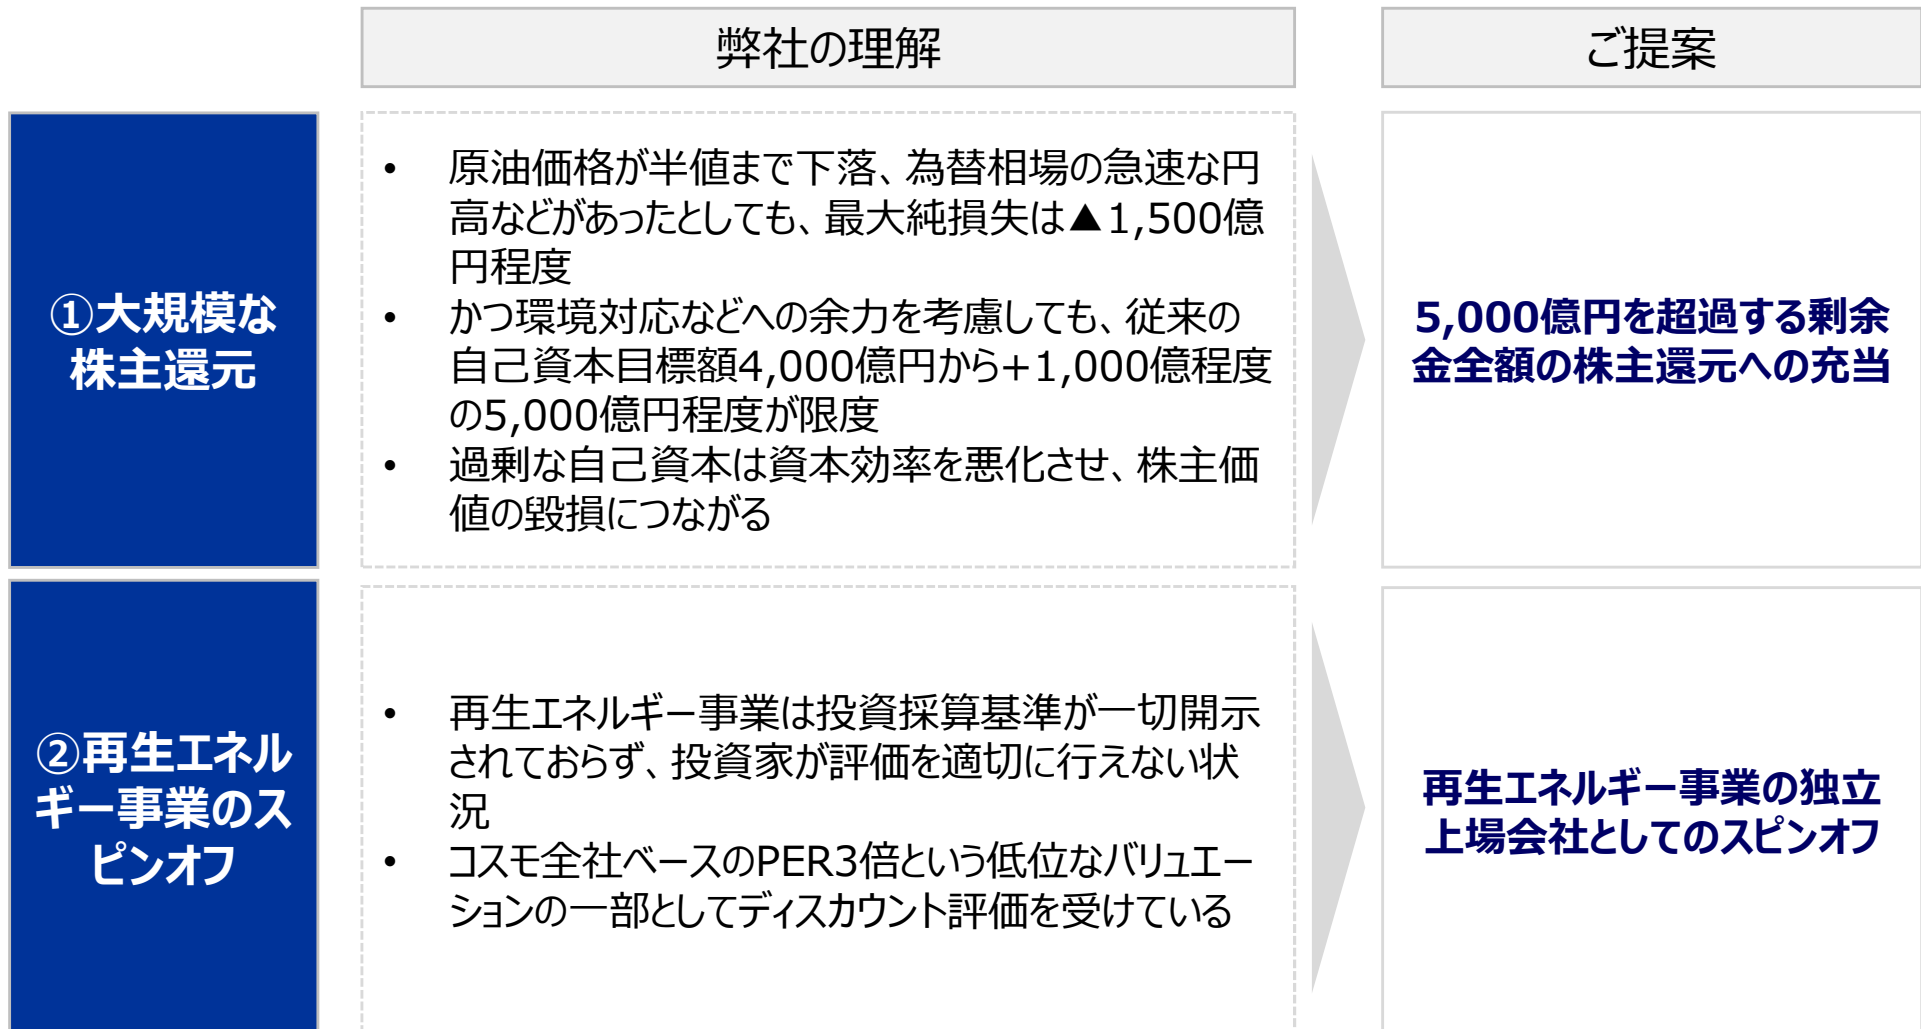 弊社の理解
ご提案
①大規模な
株主還元
• 原油価格が半値まで下落、為替相場の急速な円
高などがあったとしても、最大純損失は▲1,500億
円程度
• かつ環境対応などへの余力を考慮しても、従来の
自己資本目標額4,000億円から+1,000億程度
の5,000億円程度が限度
• 過剰な自己資本は資本効率を悪化させ、株主価
値の毀損につながる
5,000億円を超過する剰余
金全額の株主還元への充当
②再生エネル
ギー事業のス
ピンオフ
• 再生エネルギー事業は投資採算基準が一切開示
されておらず、投資家が評価を適切に行えない状
況
• コスモ全社ベースのPER3倍という低位なバリュエー
ションの一部としてディスカウント評価を受けている
再生エネルギー事業の独立
上場会社としてのスピンオフ